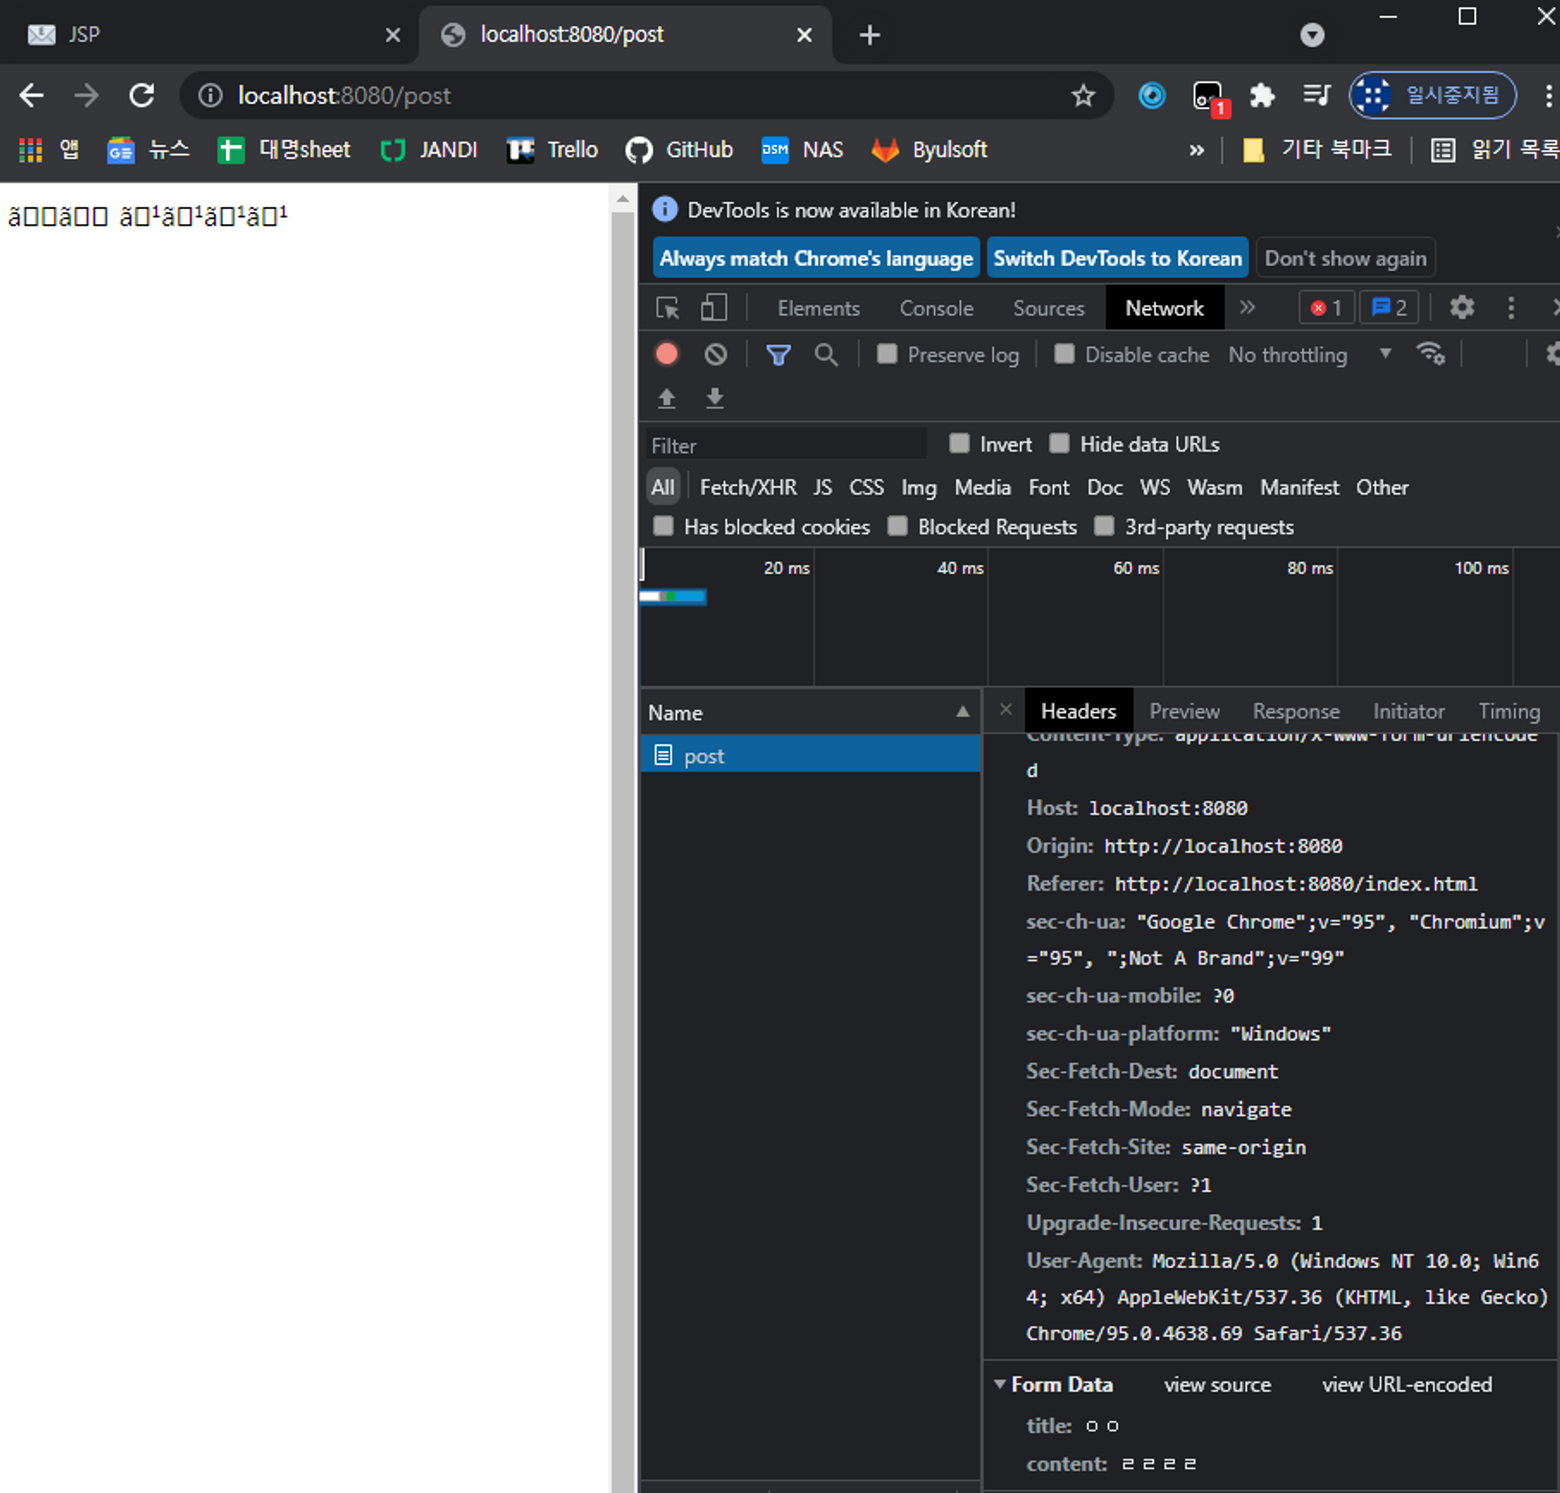 JSP
localhost:8080/post
localhost:8080/post
1
일시중지됨
앱 뉴스 대명sheet JANDI Trello GitHub DSM NAS Byulsoft » 기타 북마크 읽기 목록
DevTools is now available in Korean!
Always match Chrome's language Switch DevTools to Korean Don't show again
Elements Console Sources Network » 1 2
Preserve log Disable cache No throttling
Filter Invert Hide data URLs
All Fetch/XHR JS CSS Img Media Font Doc WS Wasm Manifest Other
Has blocked cookies Blocked Requests 3rd-party requests
20 ms 40 ms 60 ms 80 ms 100 ms
Name
post
Headers Preview Response Initiator Timing
Content-Type: application/x-www-form-urlencode
d
Host: localhost:8080
Origin: http://localhost:8080
Referer: http://localhost:8080/index.html
sec-ch-ua: "Google Chrome";v="95", "Chromium";v
="95", ";Not A Brand";v="99"
sec-ch-ua-mobile: ?0
sec-ch-ua-platform: "Windows"
Sec-Fetch-Dest: document
Sec-Fetch-Mode: navigate
Sec-Fetch-Site: same-origin
Sec-Fetch-User: ?1
Upgrade-Insecure-Requests: 1
User-Agent: Mozilla/5.0 (Windows NT 10.0; Win6
4; x64) AppleWebKit/537.36 (KHTML, like Gecko)
Chrome/95.0.4638.69 Safari/537.36
Form Data view source view URL-encoded
title: ㅇㅇ
content: ㄹㄹㄹㄹ